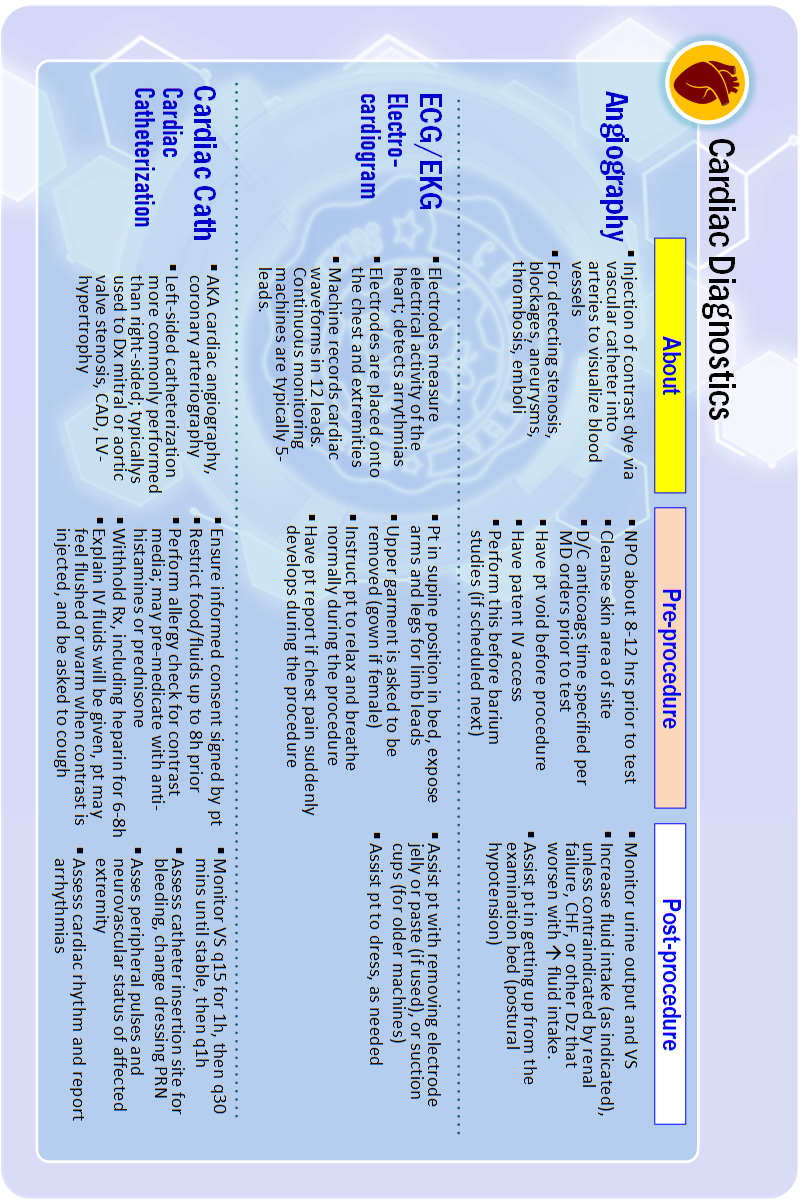 Cardiac Diagnostics
About
Pre-procedure
Post-procedure
Angiography
▪ Injection of contrast dye via
vascular catheter into
arteries to visualize blood
vessels
▪ For detecting stenosis,
blockages, aneurysms,
thrombosis, emboli
▪ NPO about 8-12 hrs prior to test
▪ Cleanse skin area of site
▪ D/C anticoags time specified per
MD orders prior to test
▪ Have pt void before procedure
▪ Have patent IV access
▪ Perform this before barium
studies (if scheduled next)
▪ Monitor urine output and VS
▪ Increase fluid intake (as indicated),
unless contraindicated by renal
failure, CHF, or other Dz that
worsen with ↑ fluid intake.
▪ Assist pt in getting up from the
examination bed (postural
hypotension)
ECG/EKG
Electro-
cardiogram
▪ Electrodes measure
electrical activity of the
heart; detects arrythmias
▪ Electrodes are placed onto
the chest and extremities
▪ Machine records cardiac
waveforms in 12 leads.
Continuous monitoring
machines are typically 5-
leads.
▪ Pt in supine position in bed, expose
arms and legs for limb leads
▪ Upper garment is asked to be
removed (gown if female)
▪ Instruct pt to relax and breathe
normally during the procedure
▪ Have pt report if chest pain suddenly
develops during the procedure
▪ Assist pt with removing electrode
jelly or paste (if used), or suction
cups (for older machines)
▪ Assist pt to dress, as needed
Cardiac Cath
Cardiac
Catheterization
▪ AKA cardiac angiography,
coronary arteriography
▪ Left-sided catheterization
more commonly performed
than right-sided; typicallys
used to Dx mitral or aortic
valve stenosis, CAD, LV-
hypertrophy
▪ Ensure informed consent signed by pt
▪ Restrict food/fluids up to 8h prior
▪ Perform allergy check for contrast
media; may pre-medicate with anti-
histamines or prednisone
▪ Withhold Rx, including heparin for 6-8h
▪ Explain IV fluids will be given, pt may
feel flushed or warm when contrast is
injected, and be asked to cough
▪ Monitor VS q15 for 1h, then q30
mins until stable, then q1h
▪ Assess catheter insertion site for
bleeding, change dressing PRN
▪ Asses peripheral pulses and
neurovascular status of affected
extremity
▪ Assess cardiac rhythm and report
arrhythmias